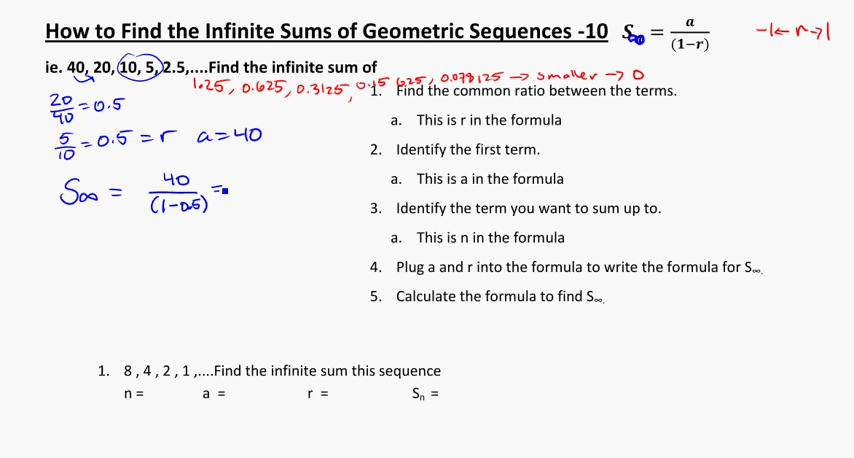 How to Find the Infinite Sums of Geometric Sequences -10 S∞ = a/(1−r) -1← r →1
ie. 40, 20, 10, 5, 2.5,....Find the infinite sum of
1.25, 0.625, 0.3125, 0.15625, 0.078125 → smaller → 0
20/40 = 0.5
5/10 = 0.5 = r a = 40
S∞ = 40/(1-0.5) =
1. Find the common ratio between the terms.
a. This is r in the formula
2. Identify the first term.
a. This is a in the formula
3. Identify the term you want to sum up to.
a. This is n in the formula
4. Plug a and r into the formula to write the formula for S∞.
5. Calculate the formula to find S∞.
1. 8 , 4 , 2 , 1 ,....Find the infinite sum this sequence
n = a = r = Sn =